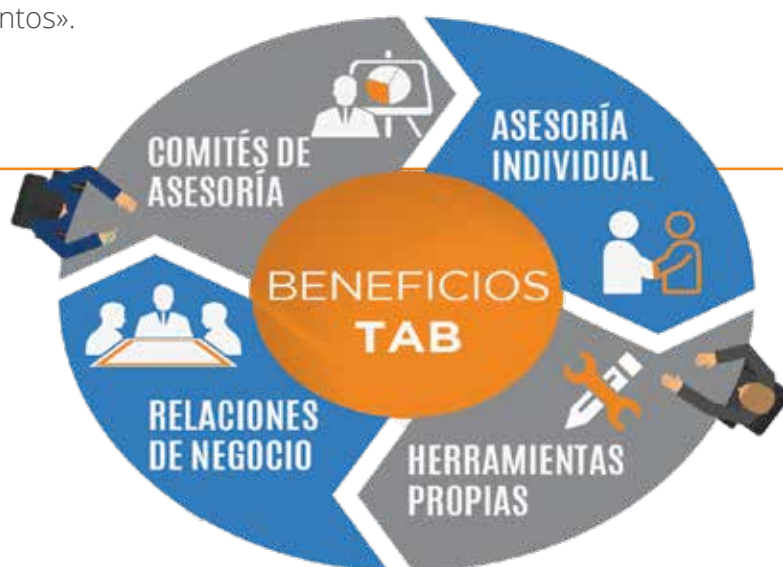 ntos».
COMITÉS DE
ASESORÍA
ASESORÍA
INDIVIDUAL
BENEFICIOS
TAB
RELACIONES
DE NEGOCIO
HERRAMIENTAS
PROPIAS